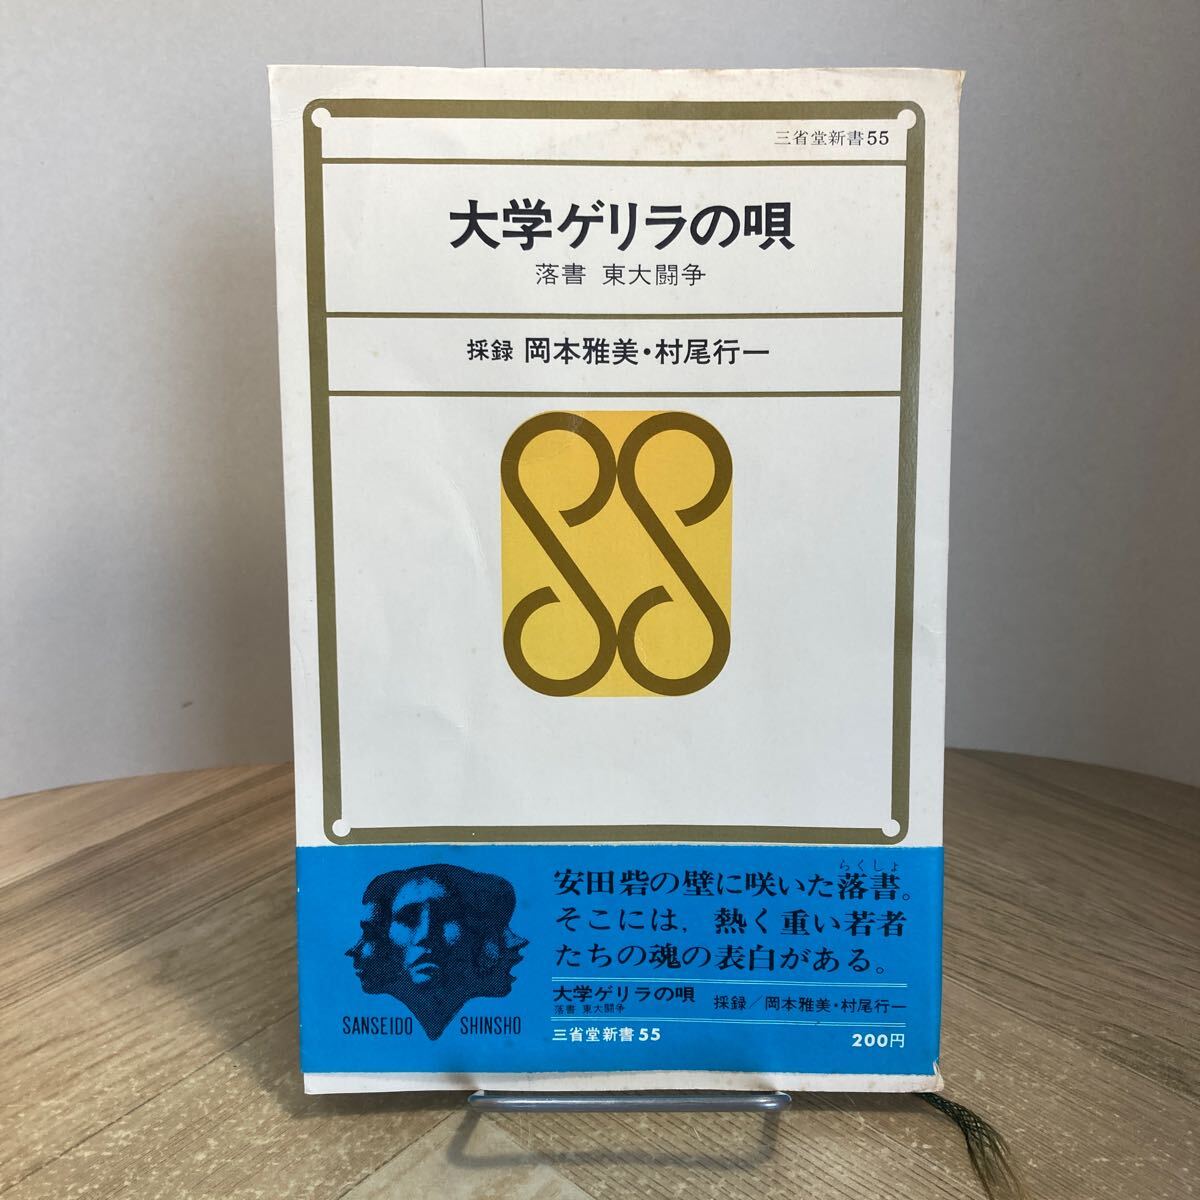 三省堂新書55
大学ゲリラの唄
落書 東大闘争
採録 岡本雅美・村尾行一
らくしょ
安田砦の壁に咲いた落書。
そこには，熱く重い若者
たちの魂の表白がある。
大学ゲリラの唄 採録／岡本雅美・村尾行一
落書 東大闘争
三省堂新書55 200円
SANSEIDO SHINSHO